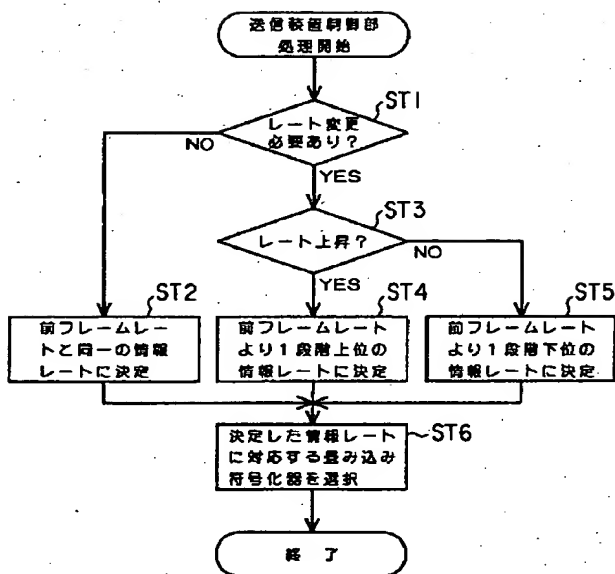 送信装置制御部
処理開始
ST1
レート変更
必要あり?
NO
YES
ST3
レート上昇?
NO
YES
ST2
前フレームレー
トと同一の情報
レートに決定
ST4
前フレームレート
より1段階上位の
情報レートに決定
ST5
前フレームレート
より1段階下位の
情報レートに決定
ST6
決定した情報レート
に対応する畳み込み
符号化器を選択
終了